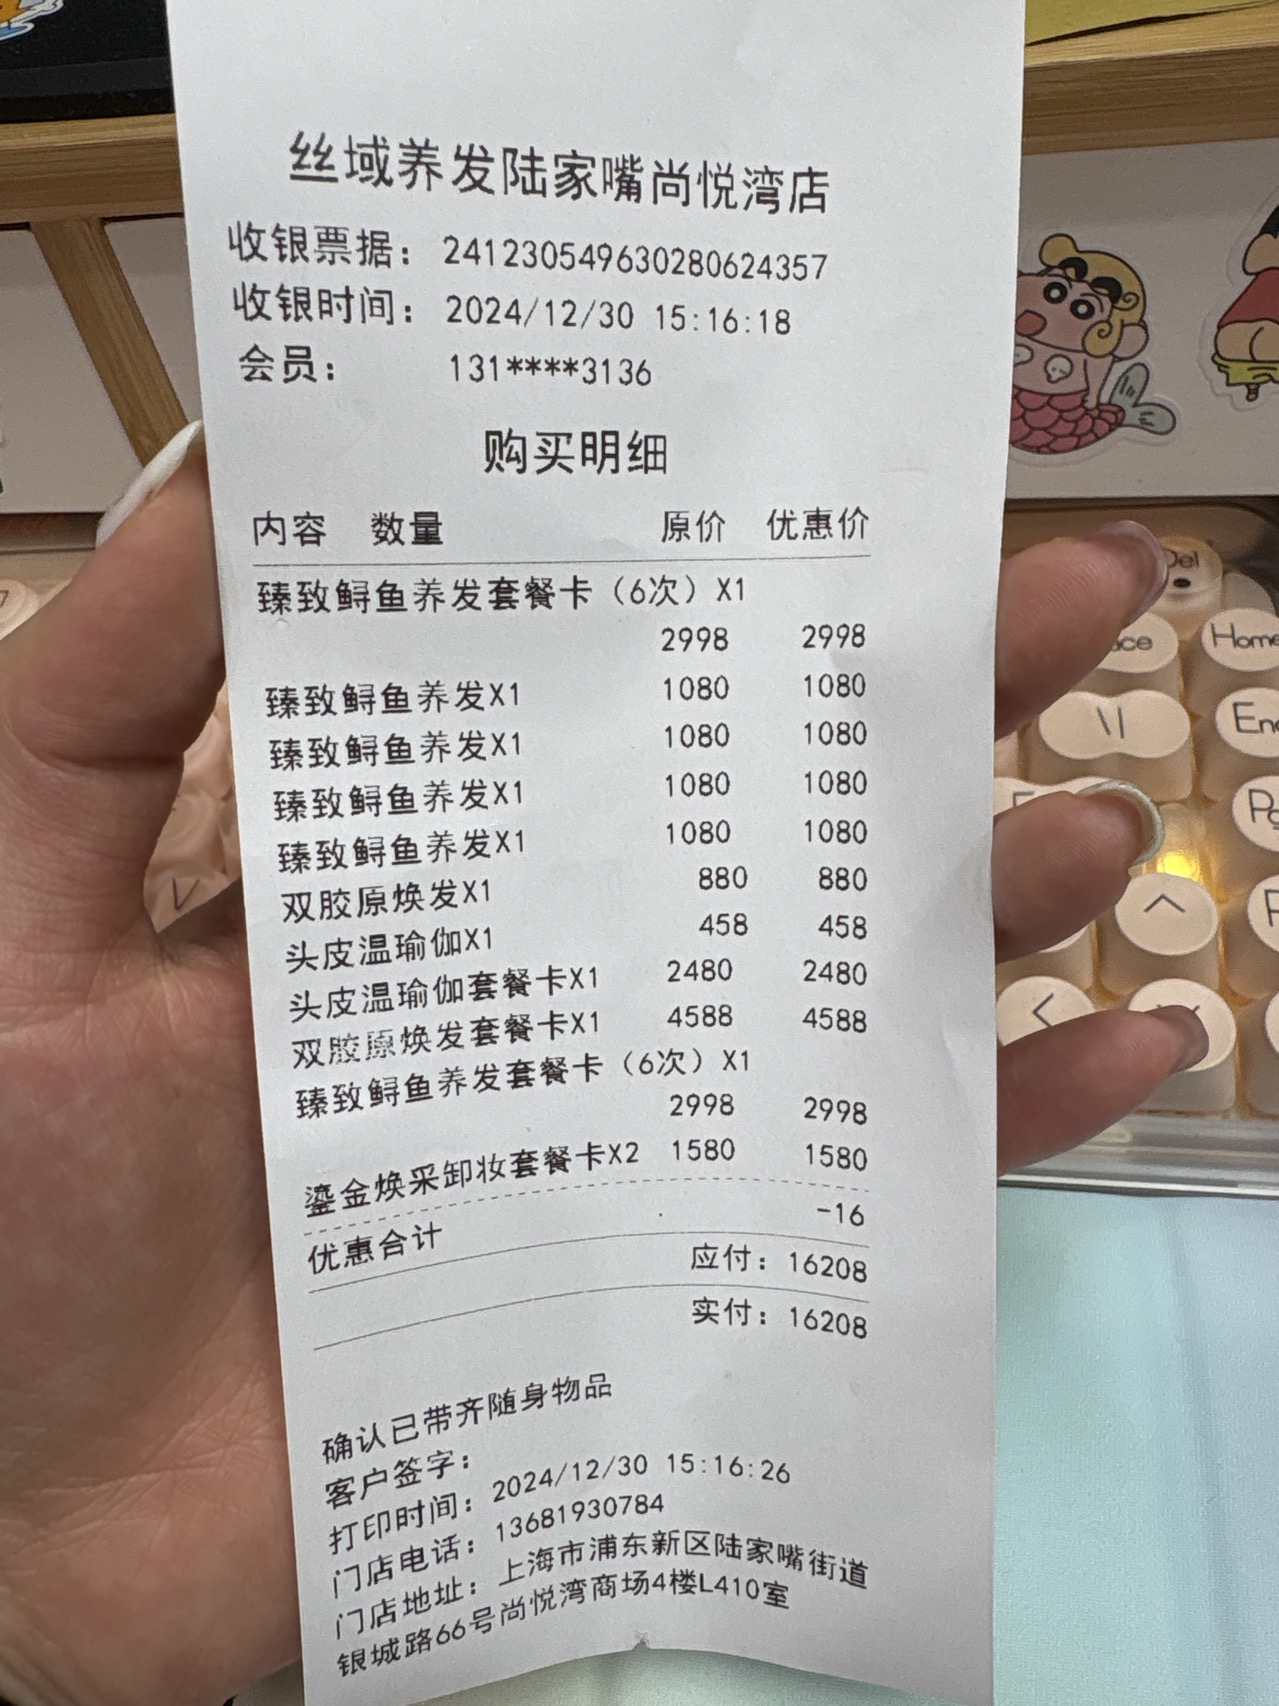 丝域养发陆家嘴尚悦湾店
收银票据： 241230549630280624357
收银时间： 2024/12/30 15:16:18
会员： 131****3136
购买明细
内容 数量 原价 优惠价
臻致鲟鱼养发套餐卡（6次）X1
2998 2998
臻致鲟鱼养发X1 1080 1080
臻致鲟鱼养发X1 1080 1080
臻致鲟鱼养发X1 1080 1080
臻致鲟鱼养发X1 1080 1080
双胶原焕发X1 880 880
头皮温瑜伽X1 458 458
头皮温瑜伽套餐卡X1 2480 2480
双胶原焕发套餐卡X1 4588 4588
臻致鲟鱼养发套餐卡（6次）X1
2998 2998
鎏金焕采卸妆套餐卡X2 1580 1580
优惠合计 -16
应付：16208
实付：16208
确认已带齐随身物品
客户签字：
打印时间：2024/12/30 15:16:26
门店电话：13681930784
门店地址：上海市浦东新区陆家嘴街道
银城路66号尚悦湾商场4楼L410室
Del
Home
\ |
V